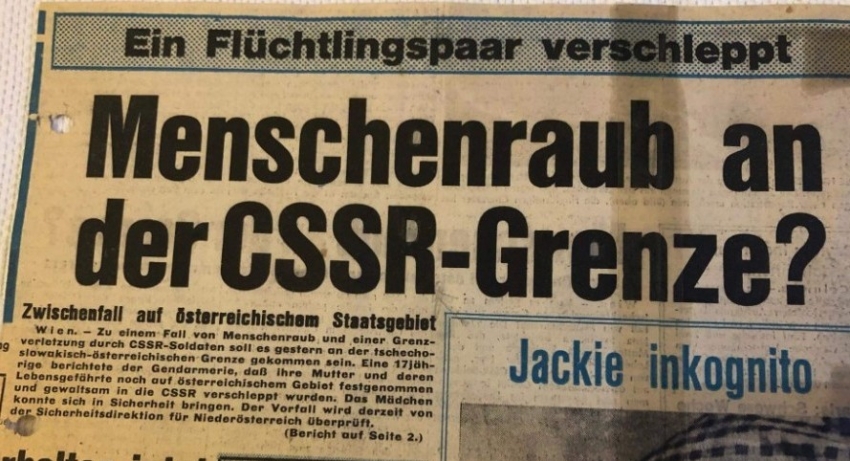 Ein Flüchtlingspaar verschleppt
Menschenraub an
der CSSR-Grenze?
Zwischenfall auf österreichischem Staatsgebiet
Wien. – Zu einem Fall von Menschenraub und einer Grenz-
verletzung durch CSSR-Soldaten soll es gestern an der tschecho-
slowakisch-österreichischen Grenze gekommen sein. Eine 17jäh-
rige berichtete der Gendarmerie, daß ihre Mutter und deren
Lebensgefährte noch auf österreichischem Gebiet festgenommen
und gewaltsam in die CSSR verschleppt wurden. Das Mädchen
konnte sich in Sicherheit bringen. Der Vorfall wird derzeit von
der Sicherheitsdirektion für Niederösterreich überprüft.
(Bericht auf Seite 2.)
Jackie inkognito